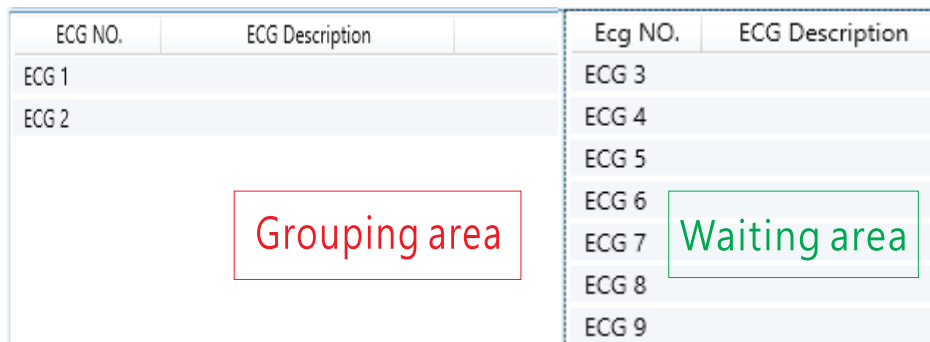 ECG NO. ECG Description
ECG 1
ECG 2
Grouping area
Ecg NO. ECG Description
ECG 3
ECG 4
ECG 5
ECG 6
ECG 7
ECG 8
ECG 9
Waiting area